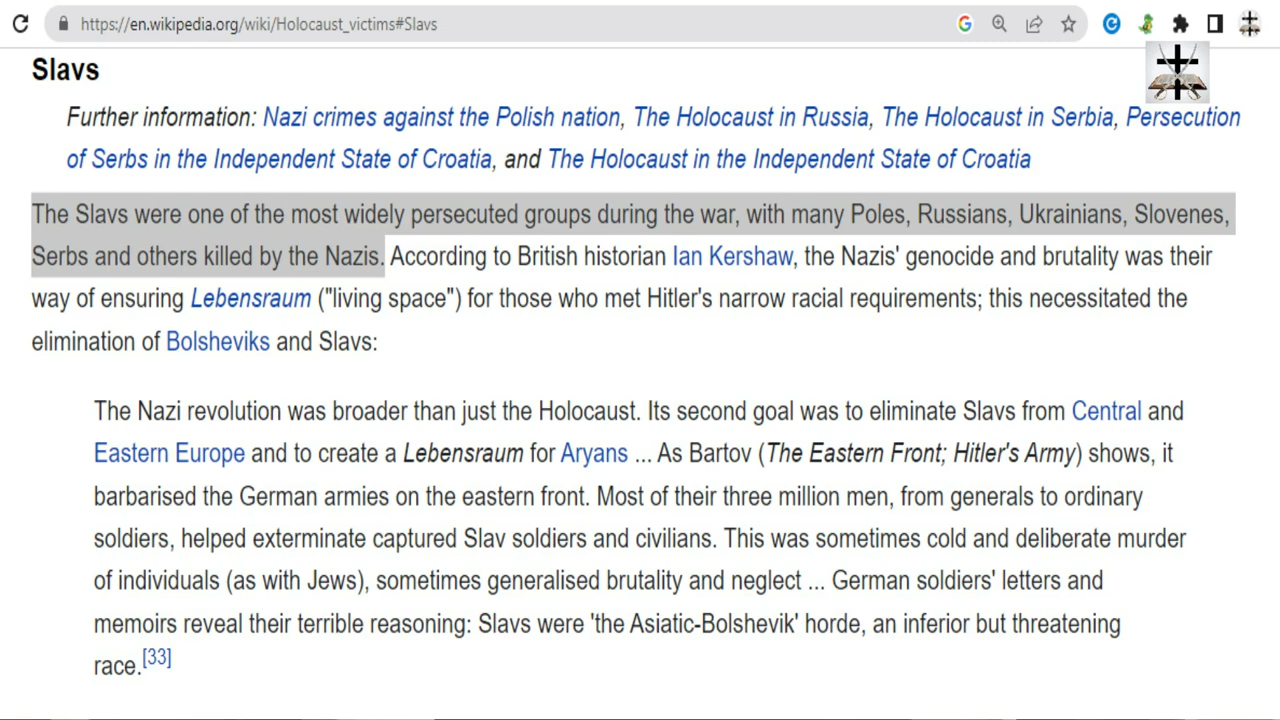 https://en.wikipedia.org/wiki/Holocaust_victims#Slavs
Slavs
Further information: Nazi crimes against the Polish nation, The Holocaust in Russia, The Holocaust in Serbia, Persecution
of Serbs in the Independent State of Croatia, and The Holocaust in the Independent State of Croatia
The Slavs were one of the most widely persecuted groups during the war, with many Poles, Russians, Ukrainians, Slovenes,
Serbs and others killed by the Nazis. According to British historian Ian Kershaw, the Nazis' genocide and brutality was their
way of ensuring Lebensraum ("living space") for those who met Hitler's narrow racial requirements; this necessitated the
elimination of Bolsheviks and Slavs:
The Nazi revolution was broader than just the Holocaust. Its second goal was to eliminate Slavs from Central and
Eastern Europe and to create a Lebensraum for Aryans ... As Bartov (The Eastern Front; Hitler's Army) shows, it
barbarised the German armies on the eastern front. Most of their three million men, from generals to ordinary
soldiers, helped exterminate captured Slav soldiers and civilians. This was sometimes cold and deliberate murder
of individuals (as with Jews), sometimes generalised brutality and neglect ... German soldiers' letters and
memoirs reveal their terrible reasoning: Slavs were 'the Asiatic-Bolshevik' horde, an inferior but threatening
race.[33]